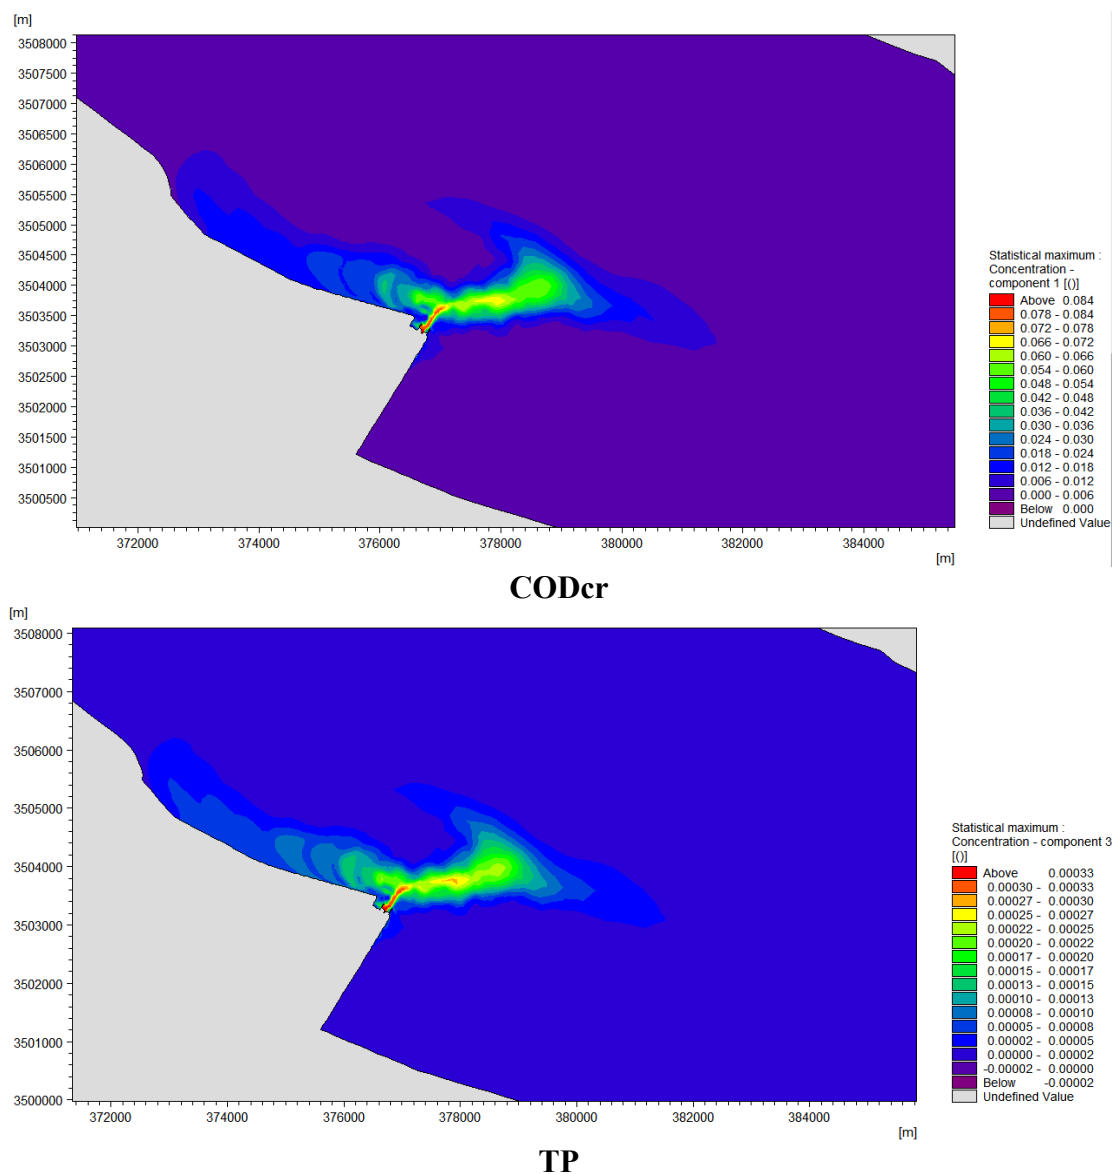 [m]
3508000
3507500
3507000
3506500
3506000
3505500
3505000
3504500
3504000
3503500
3503000
3502500
3502000
3501500
3501000
3500500
372000 374000 376000 378000 380000 382000 384000
[m]
Statistical maximum :
Concentration -
component 1 [()]
Above 0.084
0.078 - 0.084
0.072 - 0.078
0.066 - 0.072
0.060 - 0.066
0.054 - 0.060
0.048 - 0.054
0.042 - 0.048
0.036 - 0.042
0.030 - 0.036
0.024 - 0.030
0.018 - 0.024
0.012 - 0.018
0.006 - 0.012
0.000 - 0.006
Below 0.000
Undefined Value
CODcr
[m]
3508000
3507000
3506000
3505000
3504000
3503000
3502000
3501000
3500000
372000 374000 376000 378000 380000 382000 384000
[m]
Statistical maximum :
Concentration - component 3
[()]
Above 0.00033
0.00030 - 0.00033
0.00027 - 0.00030
0.00025 - 0.00027
0.00022 - 0.00025
0.00020 - 0.00022
0.00017 - 0.00020
0.00015 - 0.00017
0.00013 - 0.00015
0.00010 - 0.00013
0.00008 - 0.00010
0.00005 - 0.00008
0.00002 - 0.00005
0.00000 - 0.00002
-0.00002 - 0.00000
Below -0.00002
Undefined Value
TP